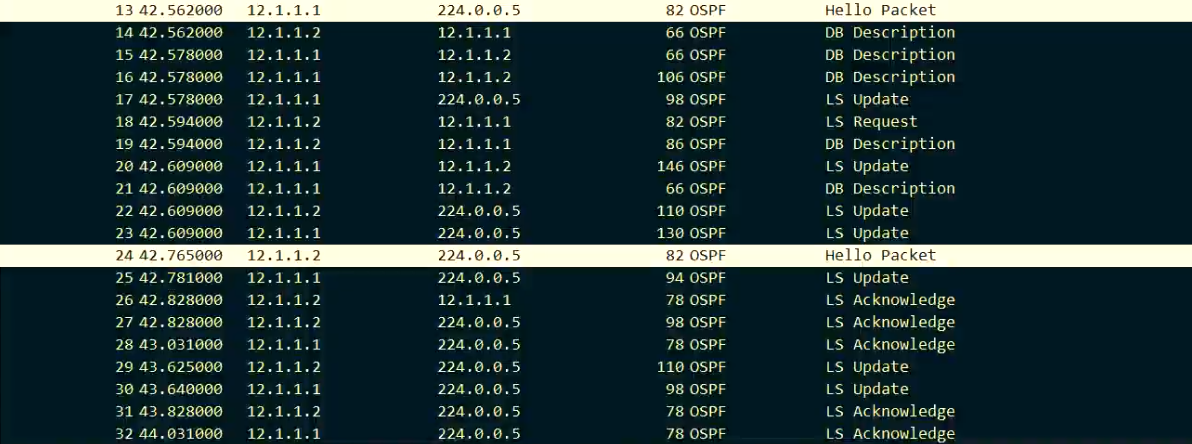 13 42.562000 12.1.1.1 224.0.0.5 82 OSPF Hello Packet
14 42.562000 12.1.1.2 12.1.1.1 66 OSPF DB Description
15 42.578000 12.1.1.1 12.1.1.2 66 OSPF DB Description
16 42.578000 12.1.1.1 12.1.1.2 106 OSPF DB Description
17 42.578000 12.1.1.1 224.0.0.5 98 OSPF LS Update
18 42.594000 12.1.1.2 12.1.1.1 82 OSPF LS Request
19 42.594000 12.1.1.2 12.1.1.1 86 OSPF DB Description
20 42.609000 12.1.1.1 12.1.1.2 146 OSPF LS Update
21 42.609000 12.1.1.1 12.1.1.2 66 OSPF DB Description
22 42.609000 12.1.1.2 224.0.0.5 110 OSPF LS Update
23 42.609000 12.1.1.1 224.0.0.5 130 OSPF LS Update
24 42.765000 12.1.1.2 224.0.0.5 82 OSPF Hello Packet
25 42.781000 12.1.1.1 224.0.0.5 94 OSPF LS Update
26 42.828000 12.1.1.2 12.1.1.1 78 OSPF LS Acknowledge
27 42.828000 12.1.1.2 224.0.0.5 98 OSPF LS Acknowledge
28 43.031000 12.1.1.1 224.0.0.5 78 OSPF LS Acknowledge
29 43.625000 12.1.1.2 224.0.0.5 110 OSPF LS Update
30 43.640000 12.1.1.1 224.0.0.5 98 OSPF LS Update
31 43.828000 12.1.1.2 224.0.0.5 78 OSPF LS Acknowledge
32 44.031000 12.1.1.1 224.0.0.5 78 OSPF LS Acknowledge